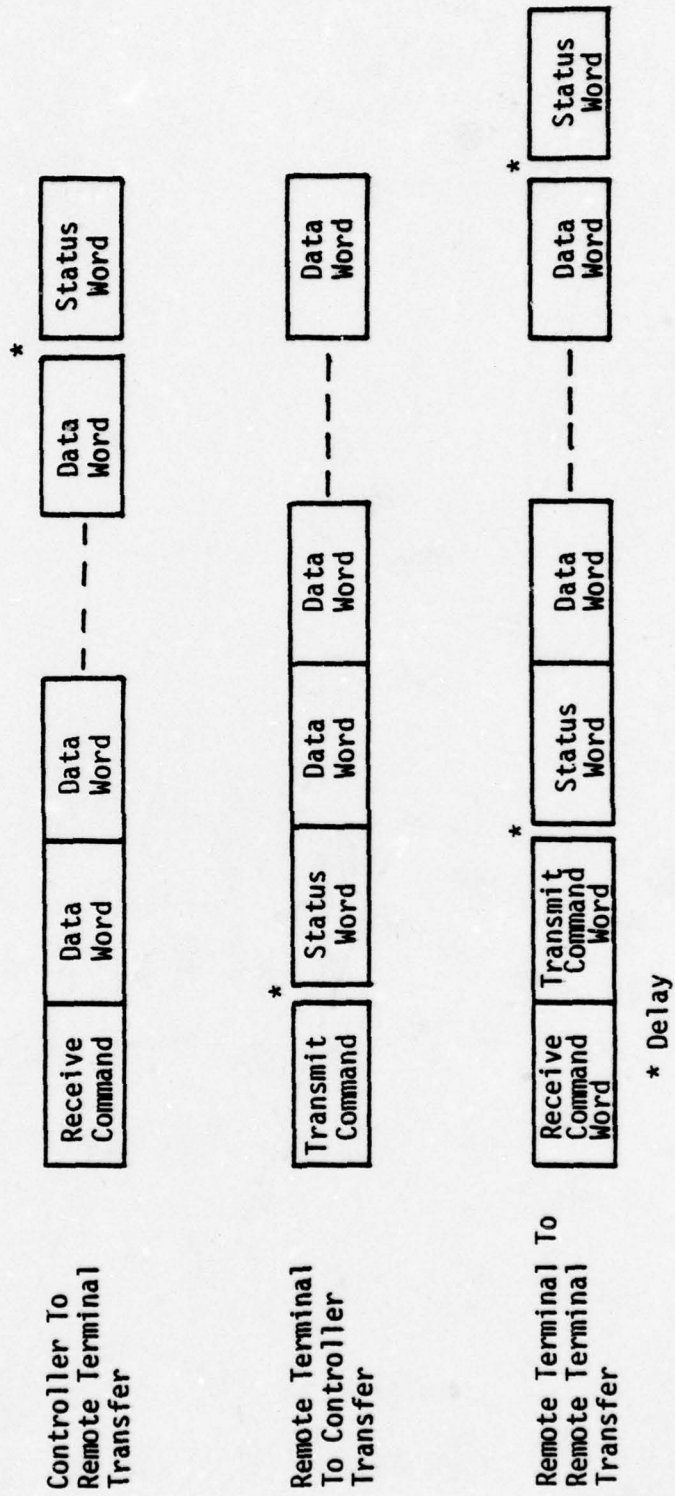 Controller To
Remote Terminal
Transfer
Receive
Command
Data
Word
Data
Word
Data
Word
*
Status
Word
Remote Terminal
To Controller
Transfer
Transmit
Command
*
Status
Word
Data
Word
Data
Word
Data
Word
Remote Terminal To
Remote Terminal
Transfer
Receive
Command
Word
Transmit
Command
Word
*
Status
Word
Data
Word
Data
Word
*
Status
Word
* Delay